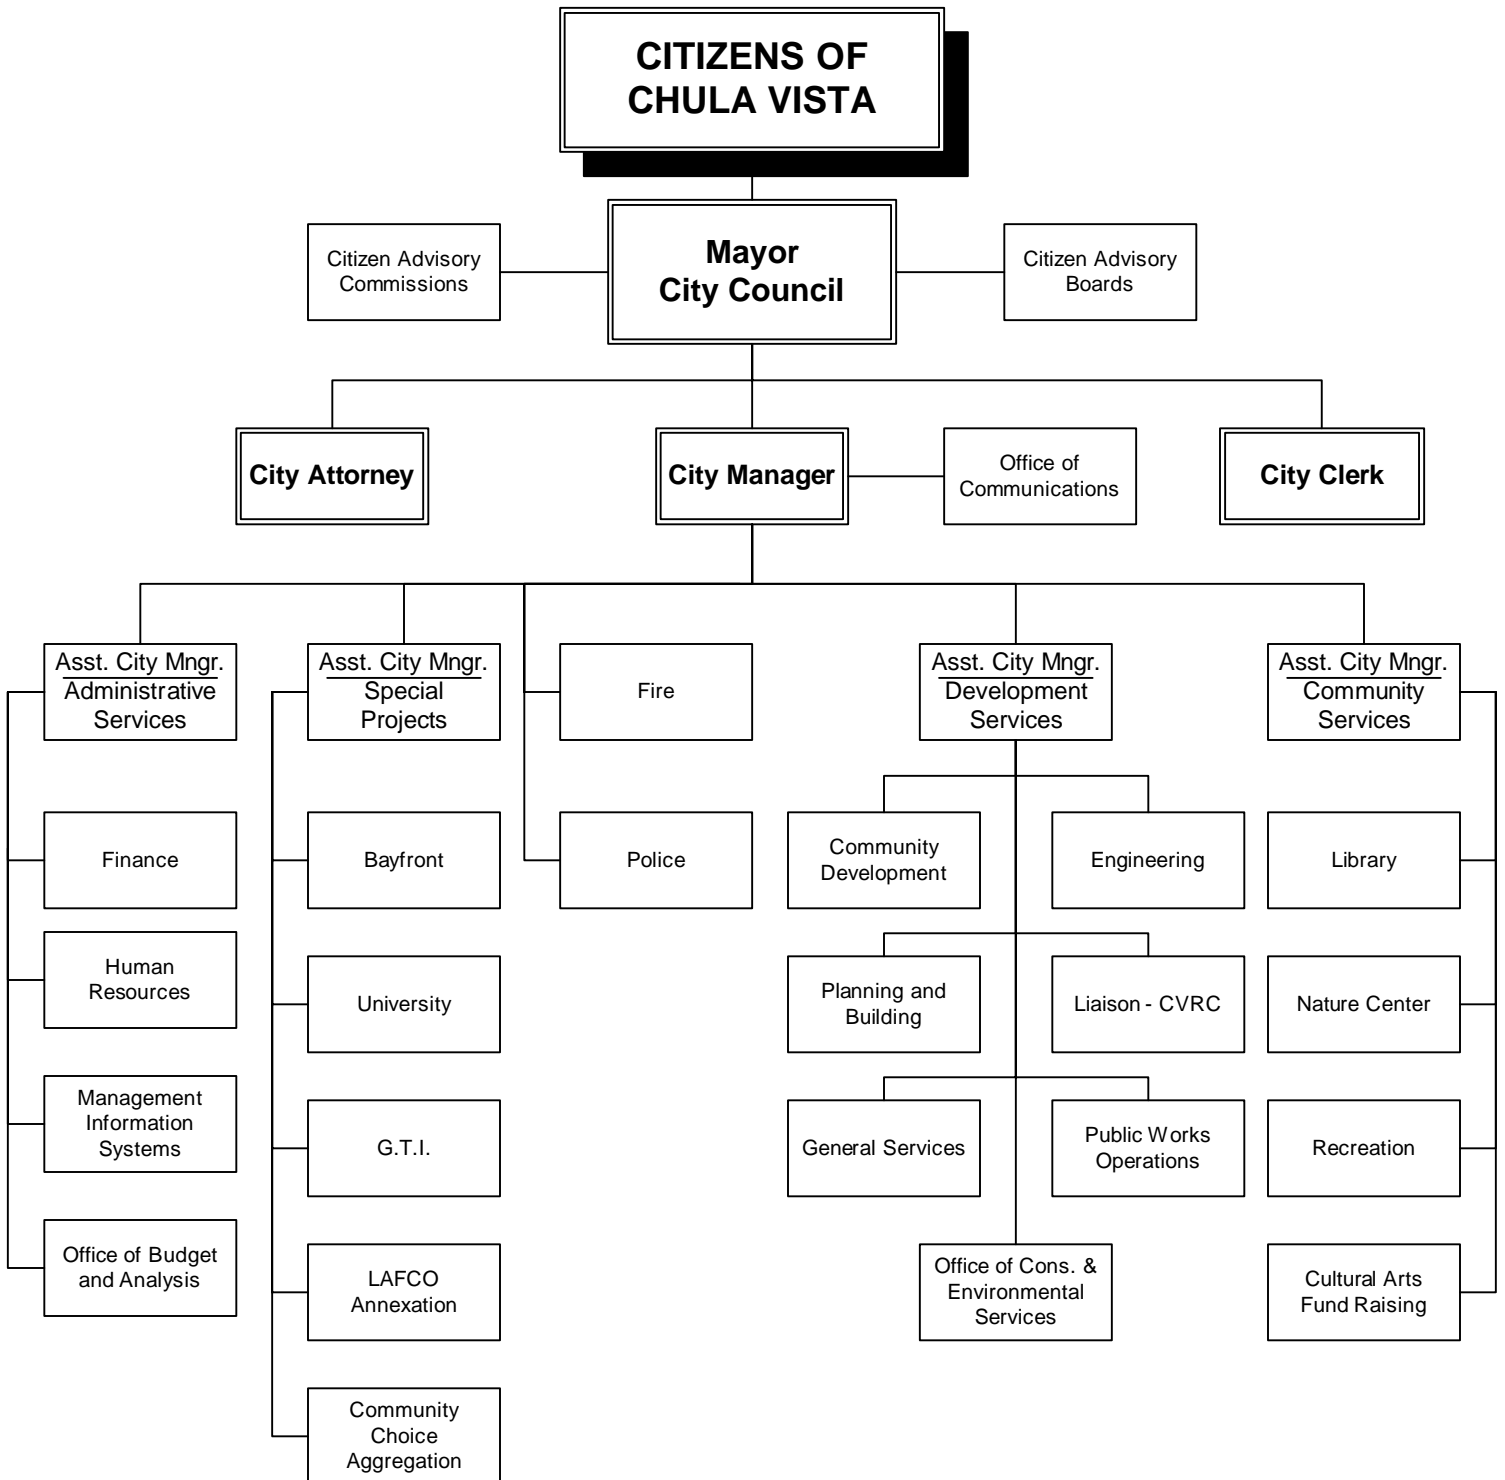 CITIZENS OF
CHULA VISTA
Citizen Advisory
Commissions
Mayor
City Council
Citizen Advisory
Boards
City Attorney
City Manager
Office of
Communications
City Clerk
Asst. City Mngr.
Administrative
Services
Asst. City Mngr.
Special
Projects
Fire
Asst. City Mngr.
Development
Services
Asst. City Mngr.
Community
Services
Finance
Bayfront
Police
Community
Development
Engineering
Library
Human
Resources
University
Planning and
Building
Liaison - CVRC
Nature Center
Management
Information
Systems
G.T.I.
General Services
Public Works
Operations
Recreation
Office of Budget
and Analysis
LAFCO
Annexation
Office of Cons. &
Environmental
Services
Cultural Arts
Fund Raising
Community
Choice
Aggregation